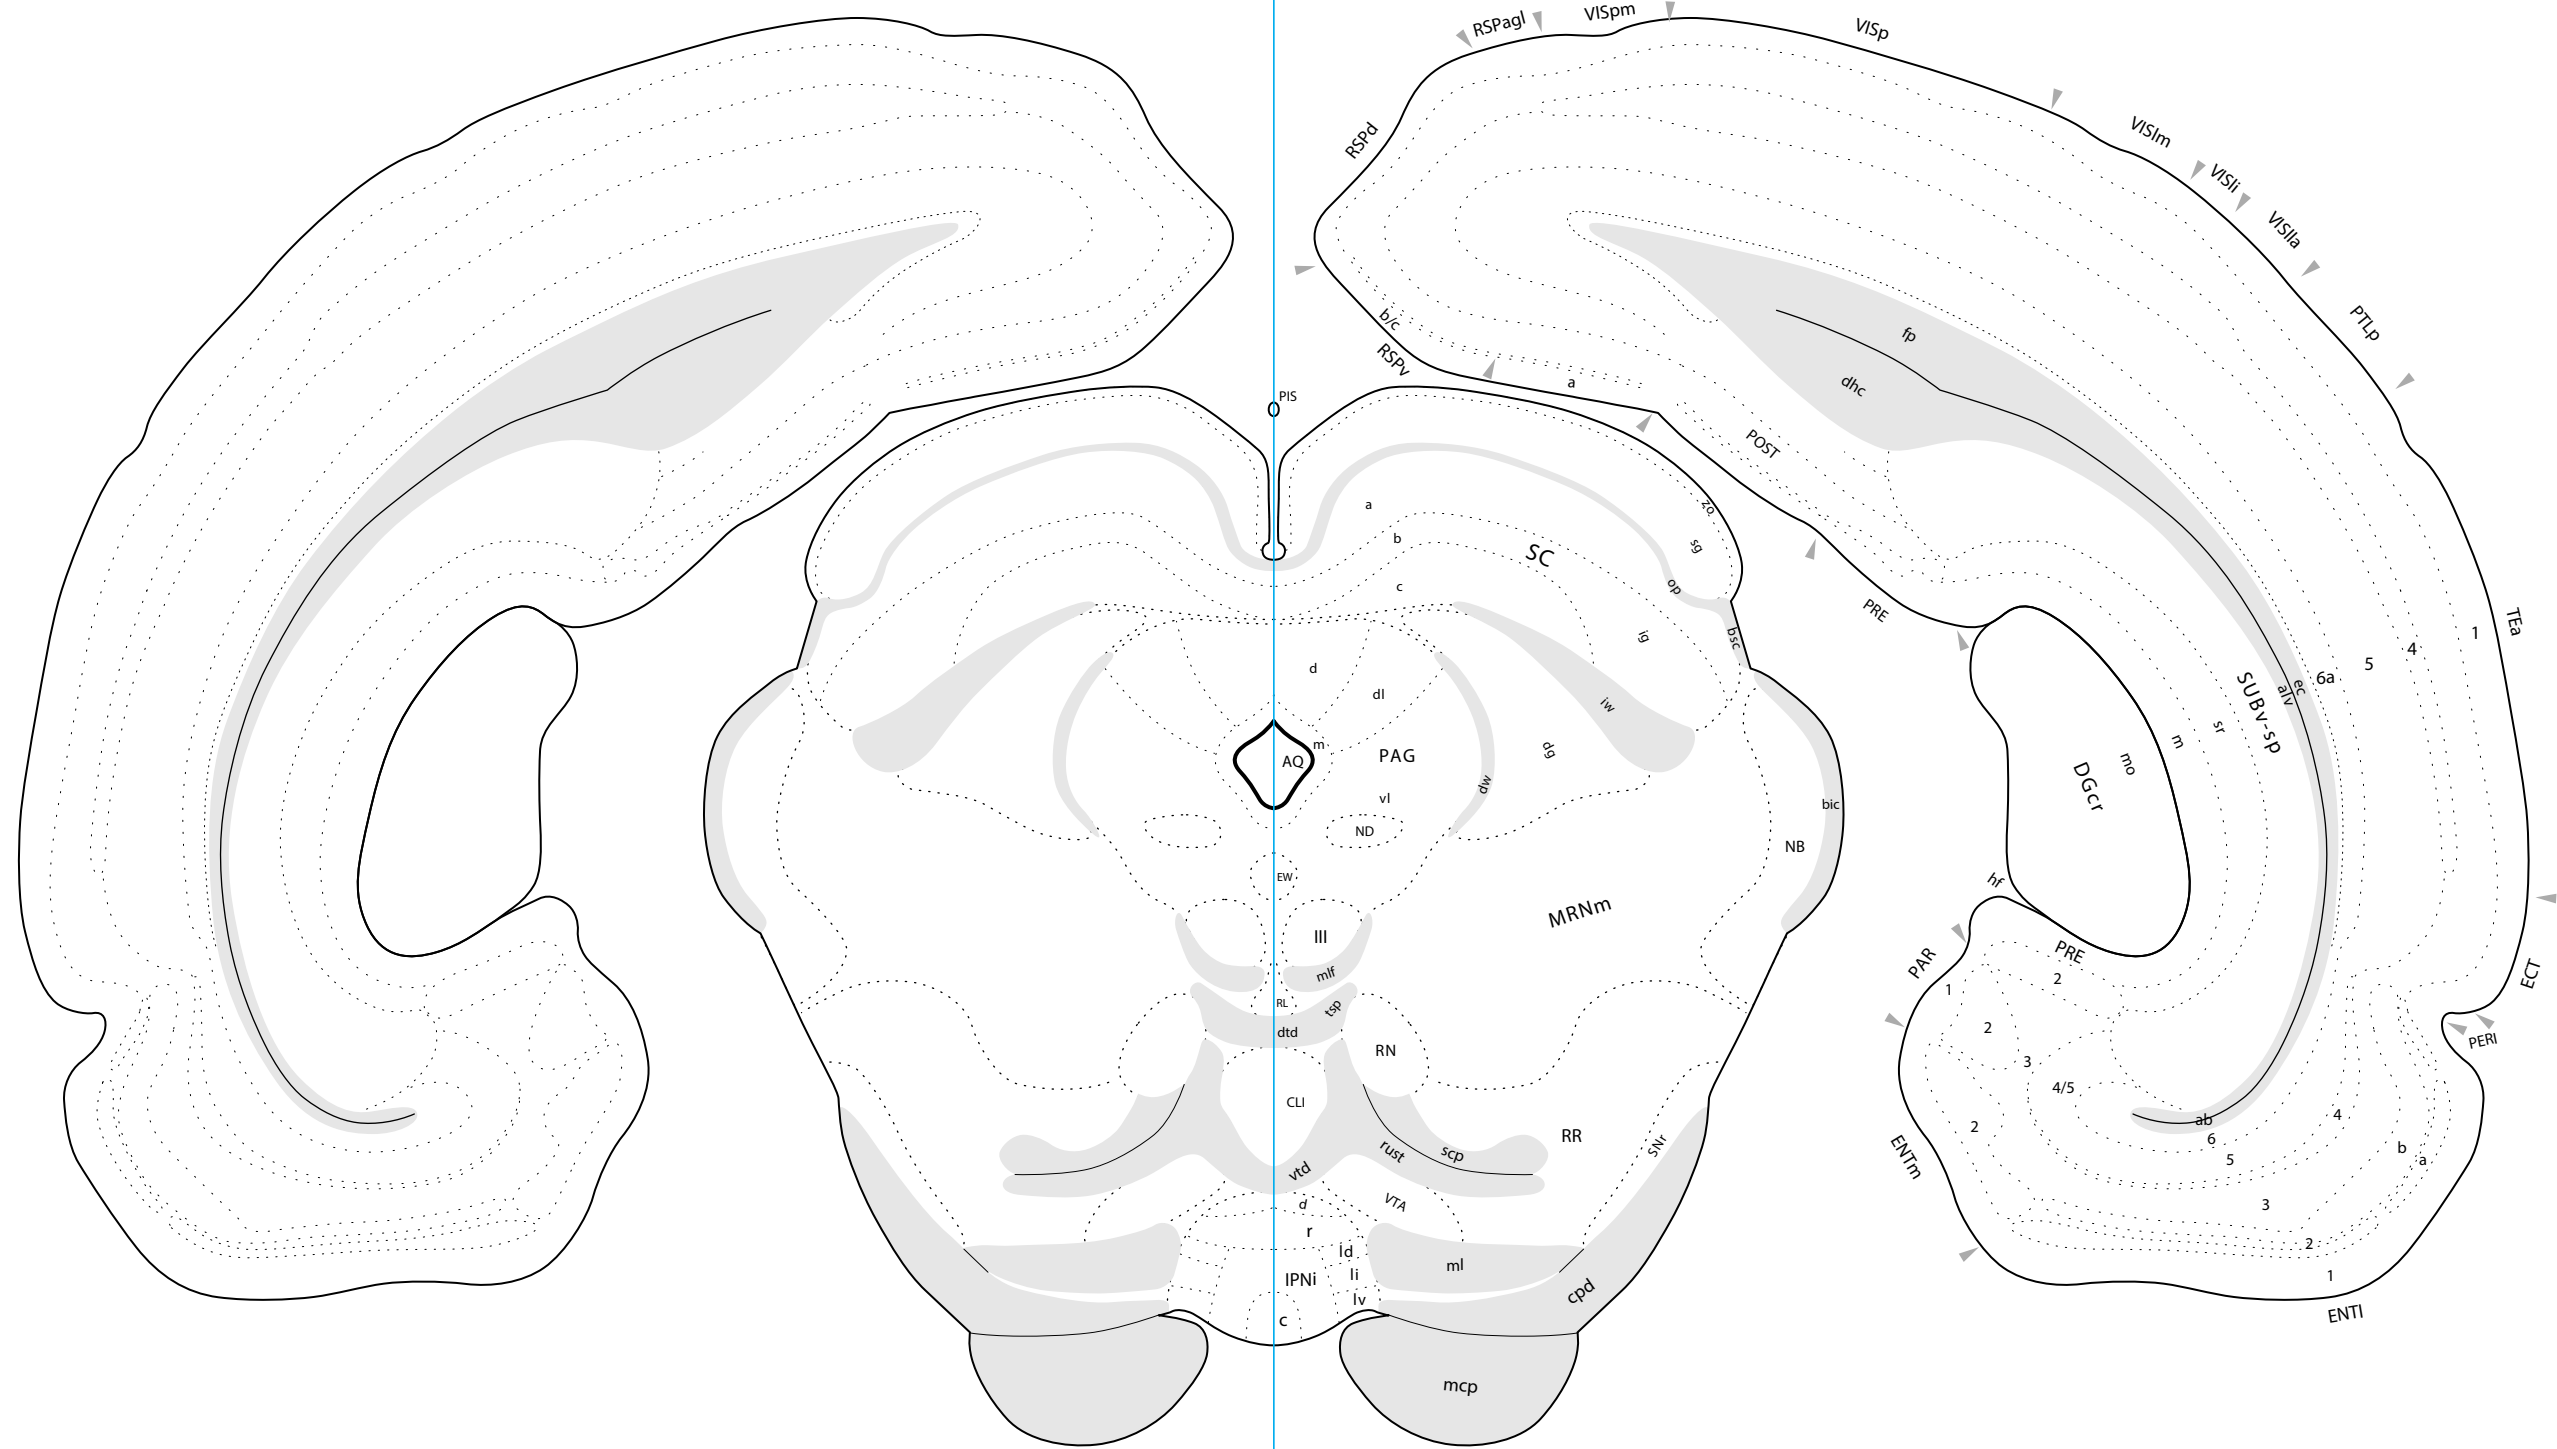 RSPagl
VISpm
VISp
VISlm
VISli
VISlla
PTLp
TEa
ECT
PERI
RSPd
b/c
RSPv
a
PIS
POST
PRE
fp
dhc
a
b
c
SC
zo
sg
op
ig
bsc
iw
d
dl
m
AQ
PAG
vl
ND
dw
dg
bic
NB
EW
III
mlf
MRNm
RL
tsp
dtd
RN
CLI
RR
SNr
rust
scp
vtd
VTA
d
r
ld
li
lv
IPNi
c
ml
cpd
mcp
1
4
5
6a
ec
alv
SUBv-sp
sr
m
mo
DGcr
hf
PAR
PRE
1
2
2
3
4/5
2
ENTm
ab
6
5
4
b
a
3
2
1
ENTl